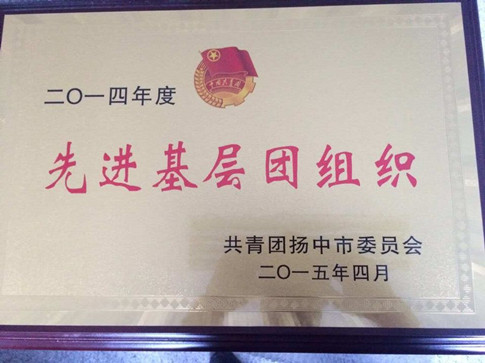 二〇一四年度
先进基层团组织
共青团扬中市委员会
二〇一五年四月